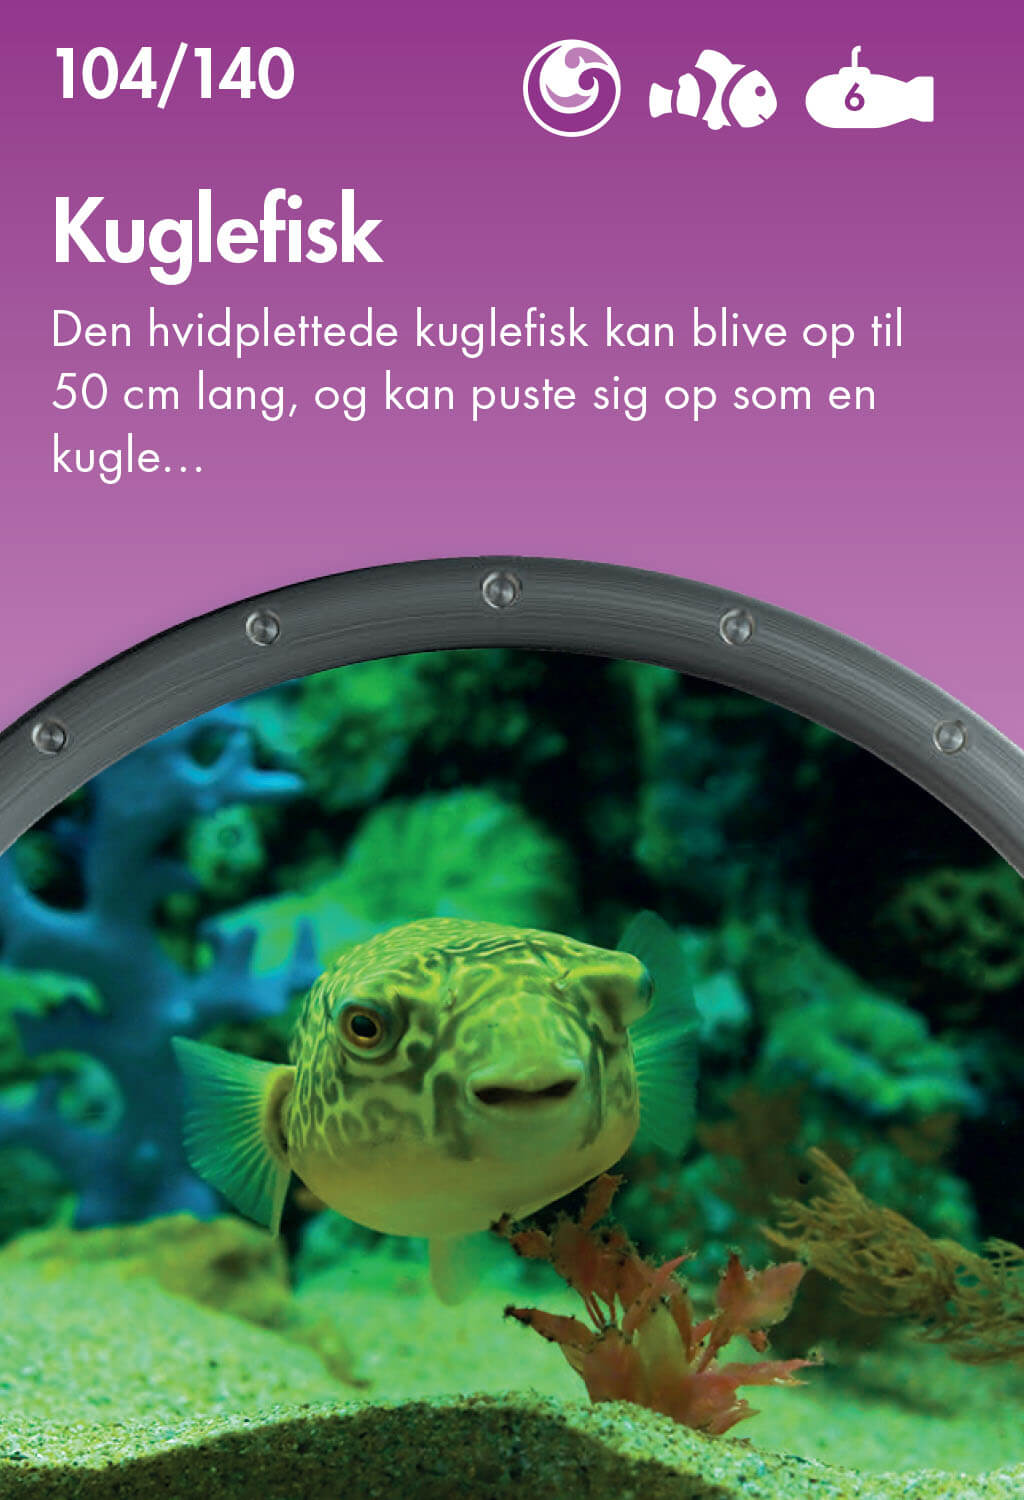 104/140
6
Kuglefisk
Den hvidplettede kuglefisk kan blive op til
50 cm lang, og kan puste sig op som en
kugle...